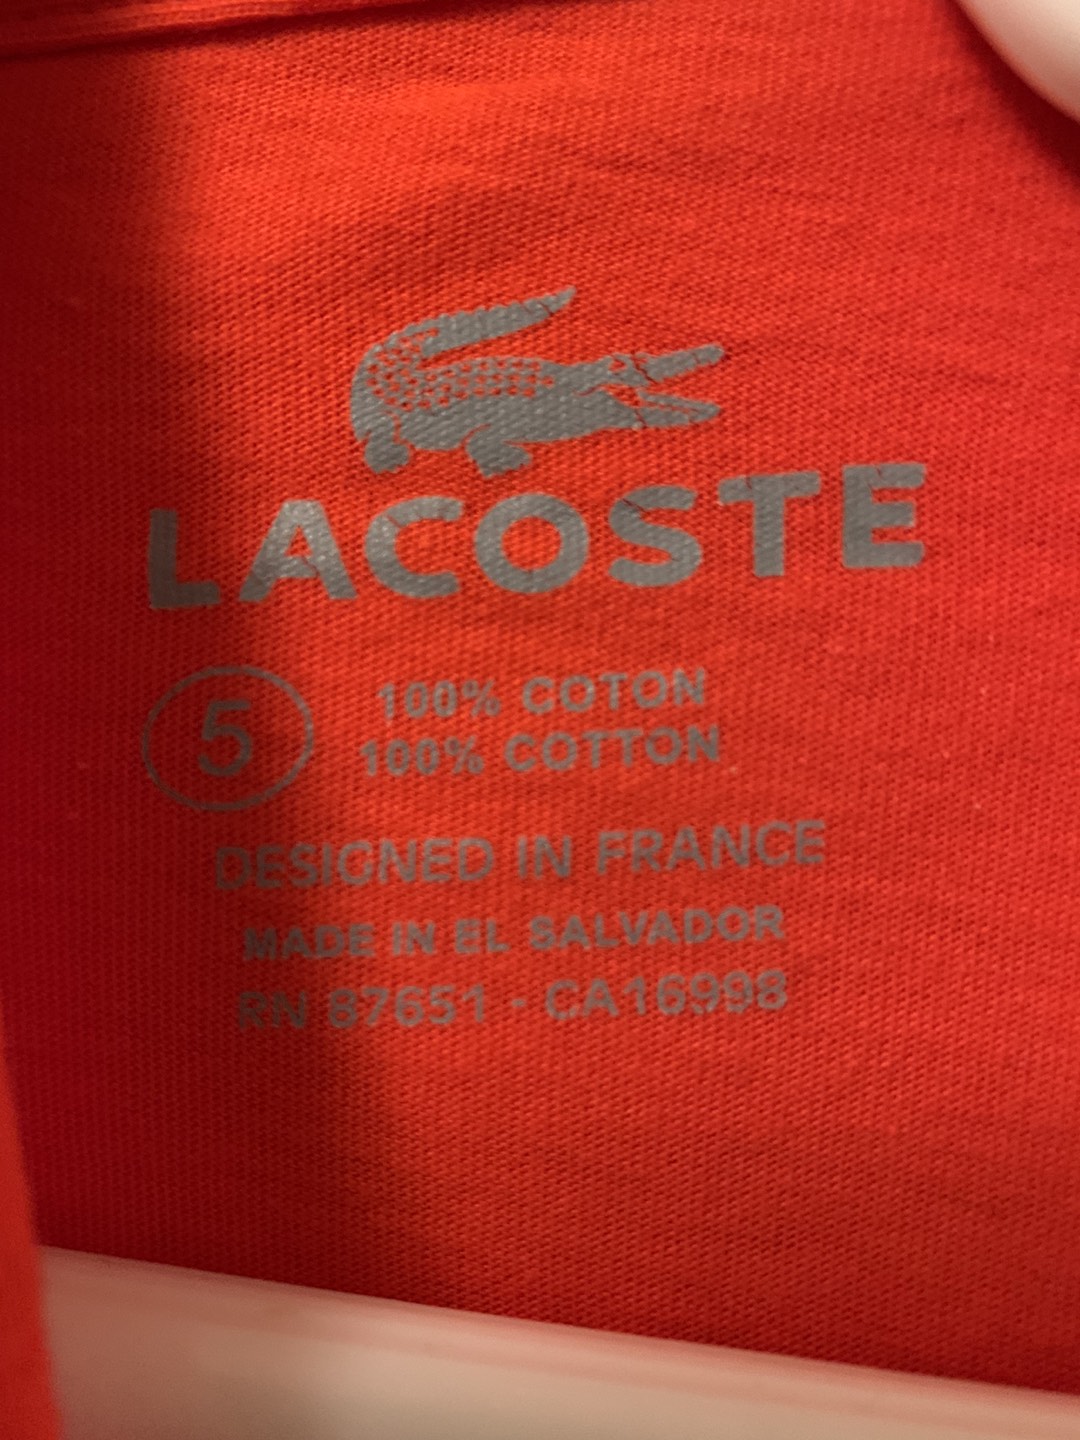 LACOSTE
5
100% COTON
100% COTTON
DESIGNED IN FRANCE
MADE IN EL SALVADOR
RN 87651 - CA16998